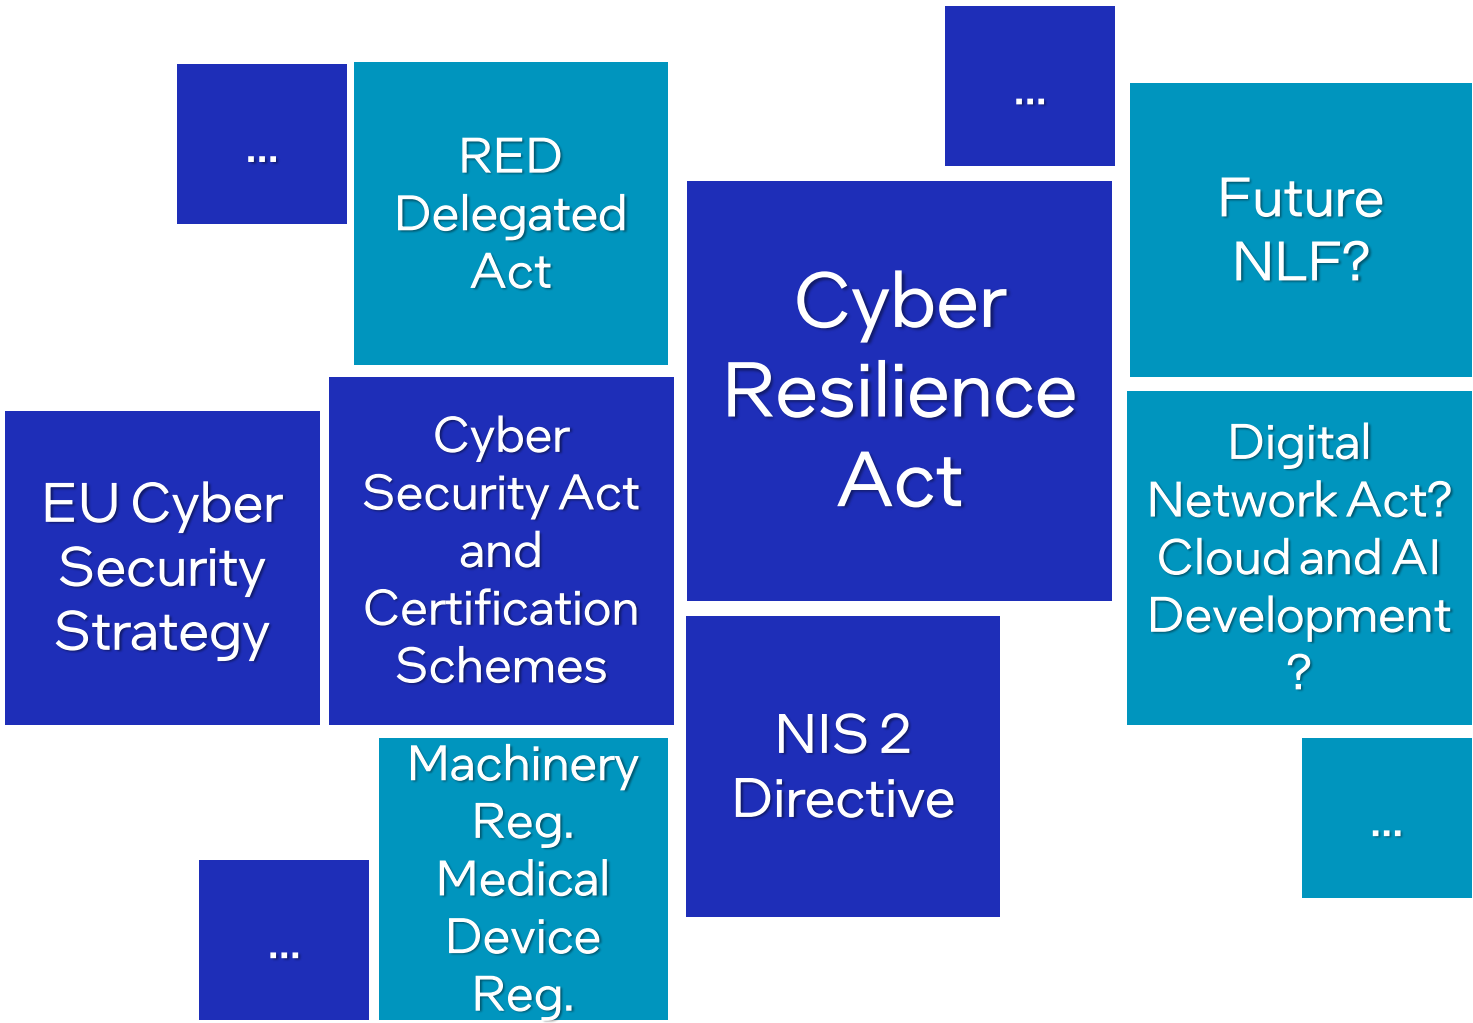 ...
RED
Delegated
Act
...
Future
NLF?
Cyber
Resilience
Act
EU Cyber
Security
Strategy
Cyber
Security Act
and
Certification
Schemes
Digital
Network Act?
Cloud and AI
Development
?
NIS 2
Directive
Machinery
Reg.
Medical
Device
Reg.
...
...